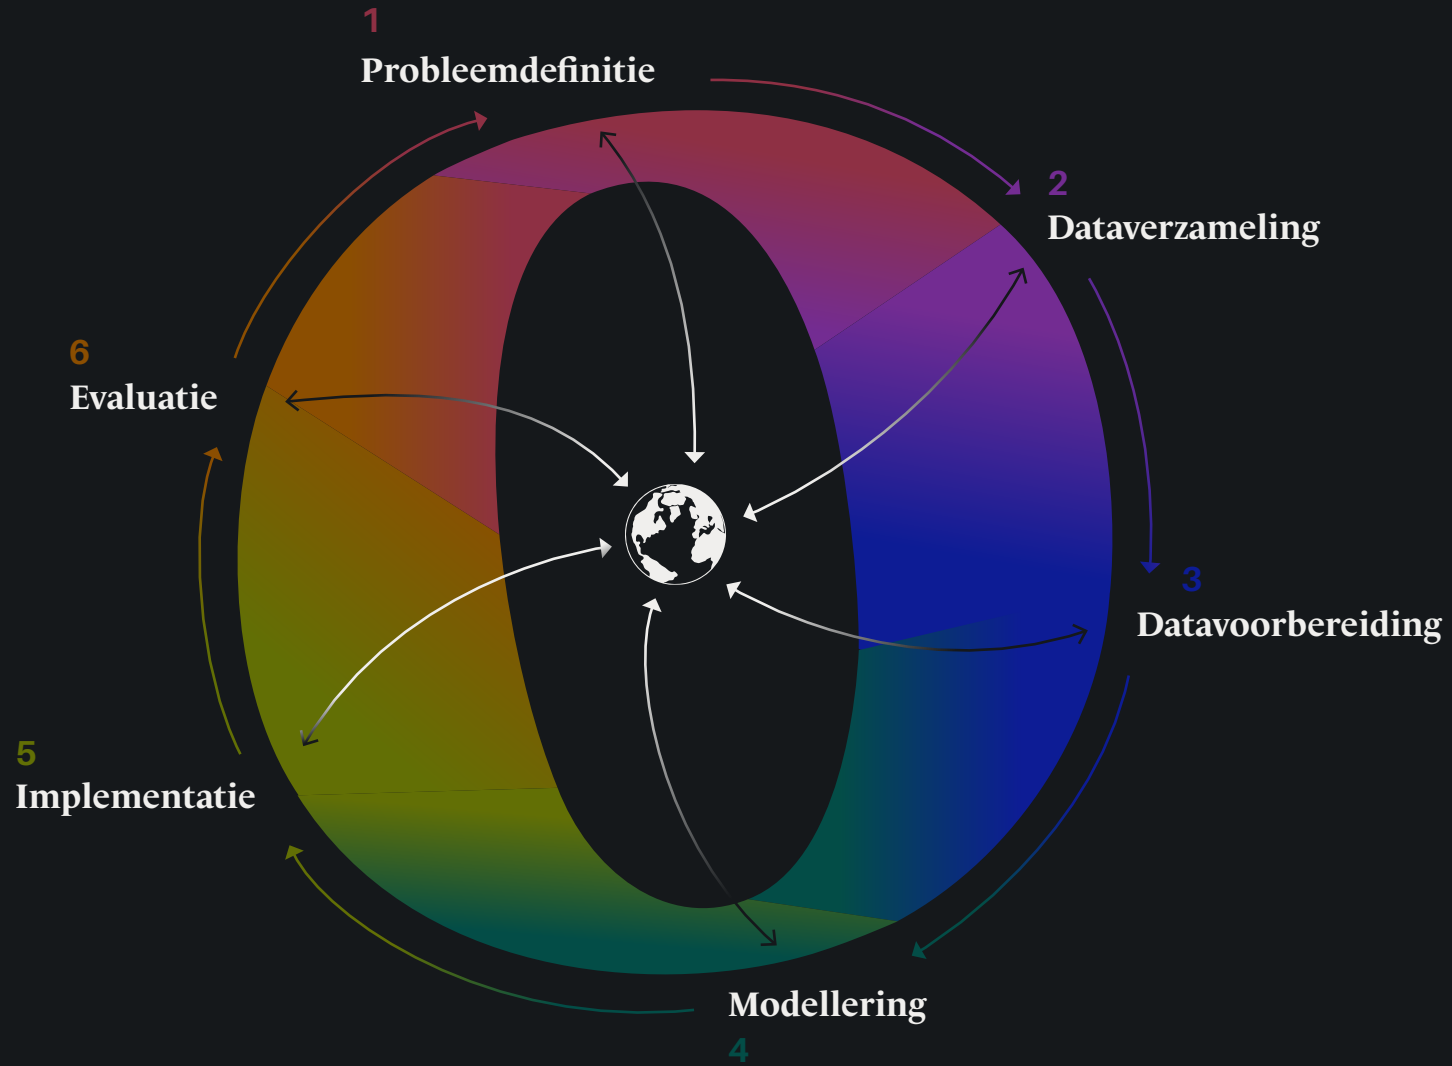 1
Probleemdefinitie
2
Dataverzameling
3
Datavoorbereiding
4
Modellering
5
Implementatie
6
Evaluatie